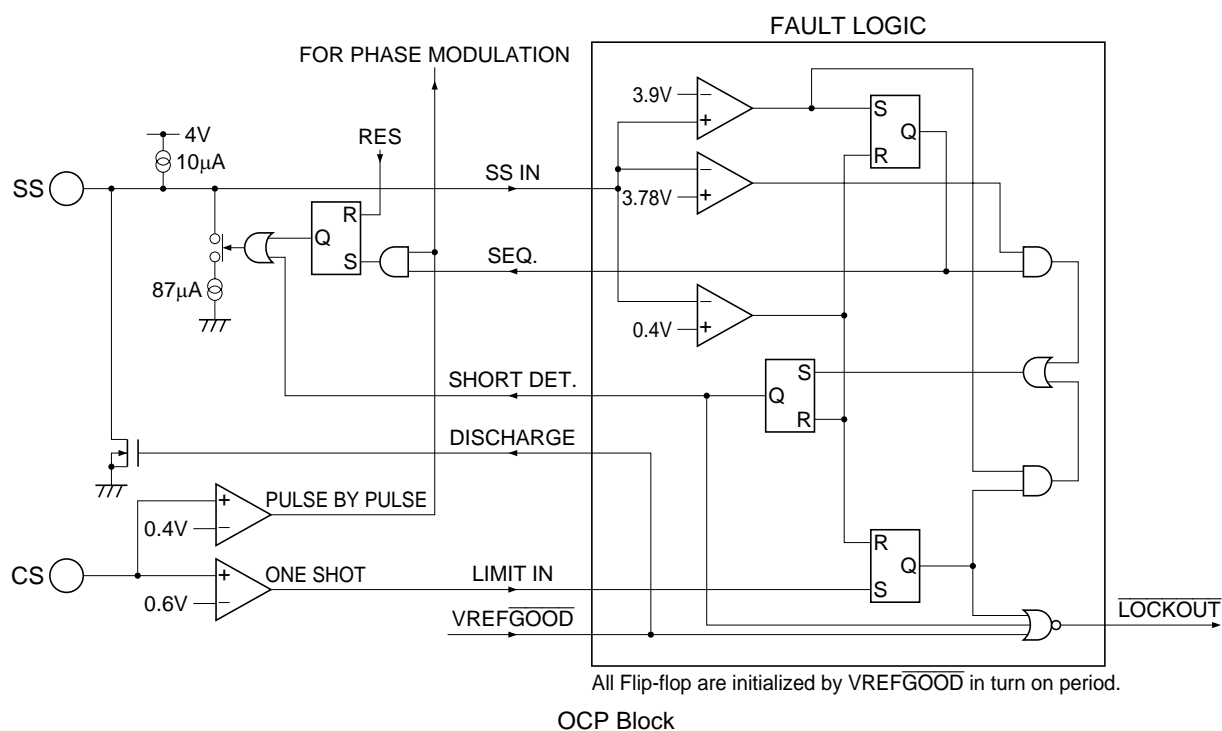 FAULT LOGIC
FOR PHASE MODULATION
3.9V
−
+
S
Q
R
4V
10μA
RES
SS
SS IN
−
3.78V
+
R
Q
S
SEQ.
87μA
−
0.4V
+
SHORT DET.
S
Q
R
DISCHARGE
+
PULSE BY PULSE
0.4V
−
R
Q
S
CS
+
ONE SHOT
LIMIT IN
0.6V
−
VREFGOOD
LOCKOUT
All Flip-flop are initialized by VREFGOOD in turn on period.
OCP Block